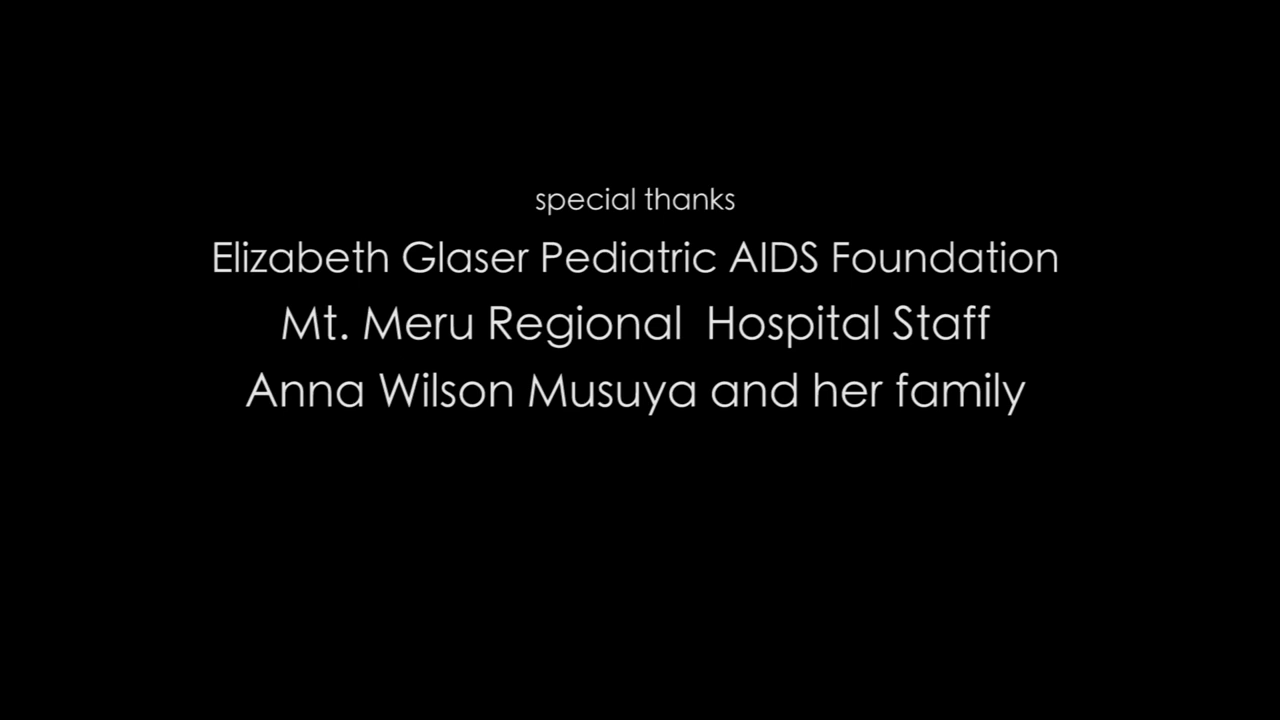 special thanks
Elizabeth Glaser Pediatric AIDS Foundation
Mt. Meru Regional  Hospital Staff
Anna Wilson Musuya and her family